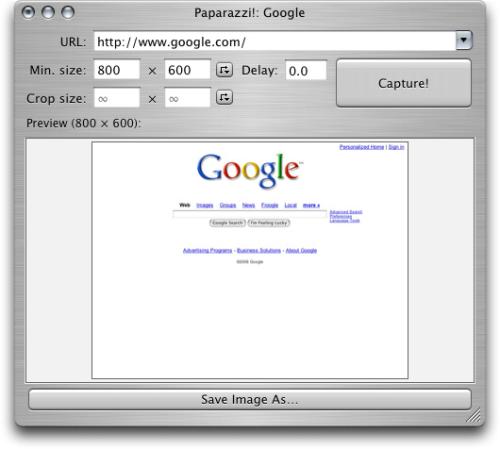 Paparazzi!: Google
URL: http://www.google.com/
Min. size: 800 × 600 Delay: 0.0
Capture!
Crop size: ∞ × ∞
Preview (800 × 600):
Personalized Home | Sign in
Google™
Web Images Groups News Froogle Local more »
Advanced Search
Preferences
Language Tools
Google Search I'm Feeling Lucky
Advertising Programs - Business Solutions - About Google
©2006 Google
Save Image As...